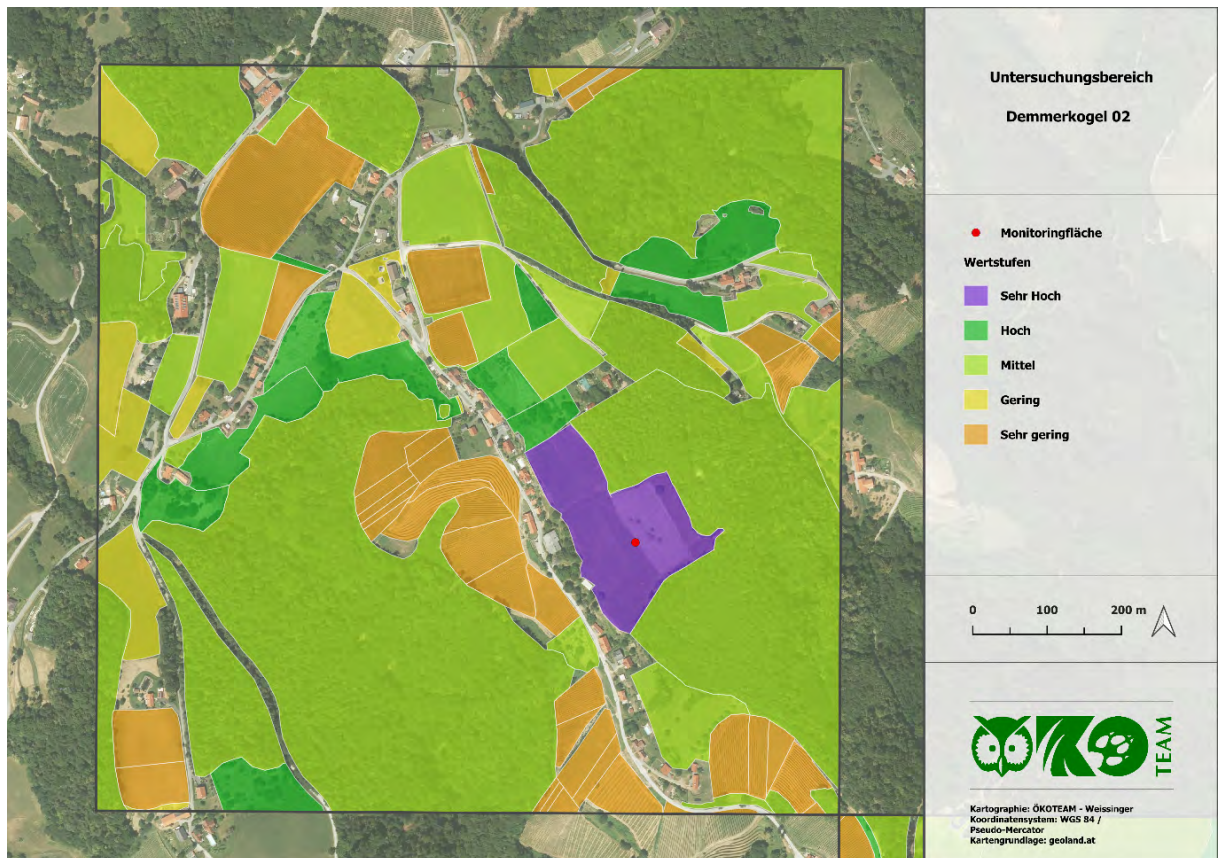 Untersuchungsbereich
Demmerkogel 02
Monitoringfläche
Wertstufen
Sehr Hoch
Hoch
Mittel
Gering
Sehr gering
0 100 200 m
ÖKO
TEAM
Kartographie: ÖKOTEAM - Weissinger
Koordinatensystem: WGS 84 /
Pseudo-Mercator
Kartengrundlage: geoland.at